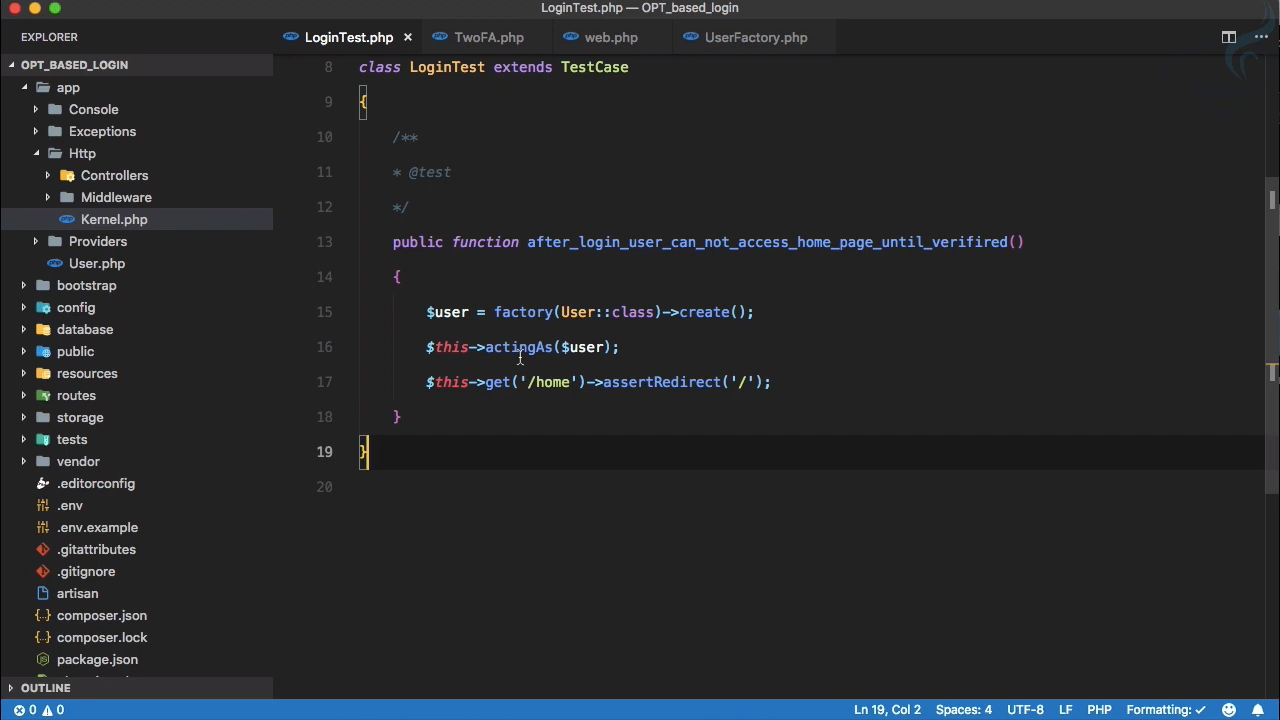 LoginTest.php — OPT_based_login
EXPLORER
LoginTest.php ×
TwoFA.php
web.php
UserFactory.php
OPT_BASED_LOGIN
app
Console
Exceptions
Http
Controllers
Middleware
Kernel.php
Providers
User.php
bootstrap
config
database
public
resources
routes
storage
tests
vendor
.editorconfig
.env
.env.example
.gitattributes
.gitignore
artisan
composer.json
composer.lock
package.json
OUTLINE
8 class LoginTest extends TestCase
9 {
10 /**
11 * @test
12 */
13 public function after_login_user_can_not_access_home_page_until_verifired()
14 {
15 $user = factory(User::class)->create();
16 $this->actingAs($user);
17 $this->get('/home')->assertRedirect('/');
18 }
19 }
20
0 0
Ln 19, Col 2 Spaces: 4 UTF-8 LF PHP Formatting: ✓